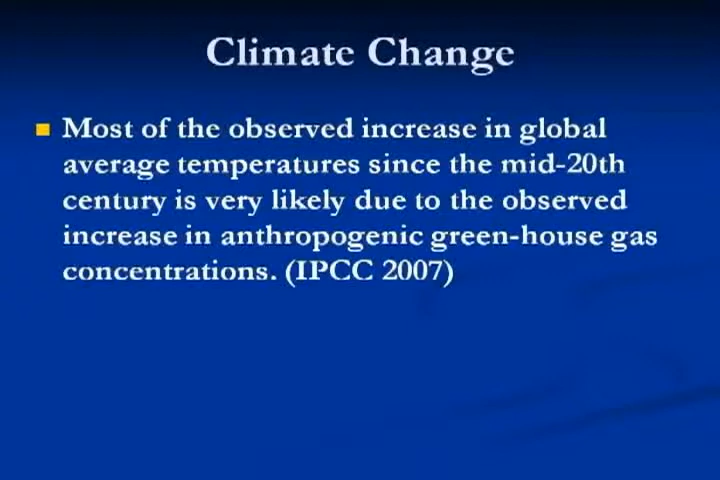 Climate Change
Most of the observed increase in global
average temperatures since the mid-20th
century is very likely due to the observed
increase in anthropogenic green-house gas
concentrations. (IPCC 2007)